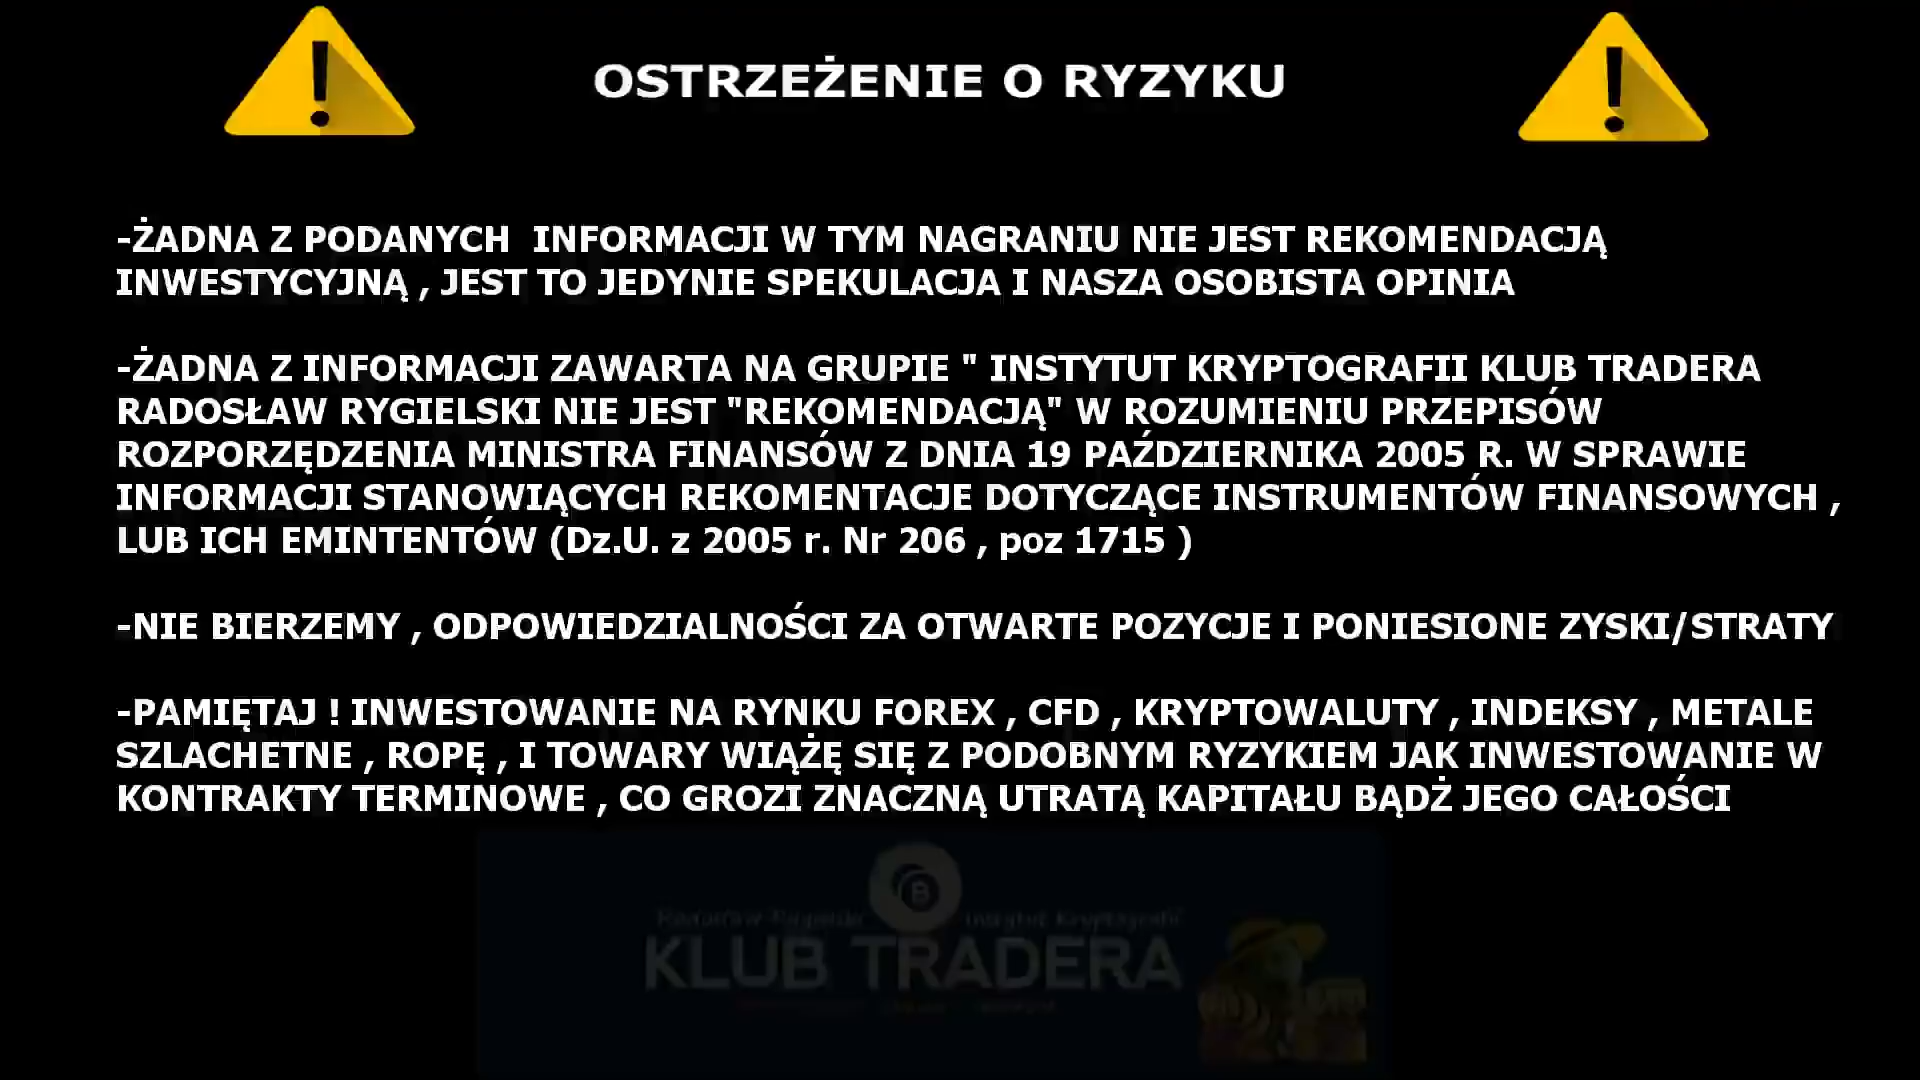 OSTRZEŻENIE O RYZYKU
-ŻADNA Z PODANYCH  INFORMACJI W TYM NAGRANIU NIE JEST REKOMENDACJĄ
INWESTYCYJNĄ , JEST TO JEDYNIE SPEKULACJA I NASZA OSOBISTA OPINIA
-ŻADNA Z INFORMACJI ZAWARTA NA GRUPIE " INSTYTUT KRYPTOGRAFII KLUB TRADERA
RADOSŁAW RYGIELSKI NIE JEST "REKOMENDACJĄ" W ROZUMIENIU PRZEPISÓW
ROZPORZĘDZENIA MINISTRA FINANSÓW Z DNIA 19 PAŹDZIERNIKA 2005 R. W SPRAWIE
INFORMACJI STANOWIĄCYCH REKOMENTACJE DOTYCZĄCE INSTRUMENTÓW FINANSOWYCH ,
LUB ICH EMINTENTÓW (Dz.U. z 2005 r. Nr 206 , poz 1715 )
-NIE BIERZEMY , ODPOWIEDZIALNOŚCI ZA OTWARTE POZYCJE I PONIESIONE ZYSKI/STRATY
-PAMIĘTAJ ! INWESTOWANIE NA RYNKU FOREX , CFD , KRYPTOWALUTY , INDEKSY , METALE
SZLACHETNE , ROPĘ , I TOWARY WIĄŻĘ SIĘ Z PODOBNYM RYZYKIEM JAK INWESTOWANIE W
KONTRAKTY TERMINOWE , CO GROZI ZNACZNĄ UTRATĄ KAPITAŁU BĄDŻ JEGO CAŁOŚCI
Radosław Rygielski Instytut Kryptografii
KLUB TRADERA